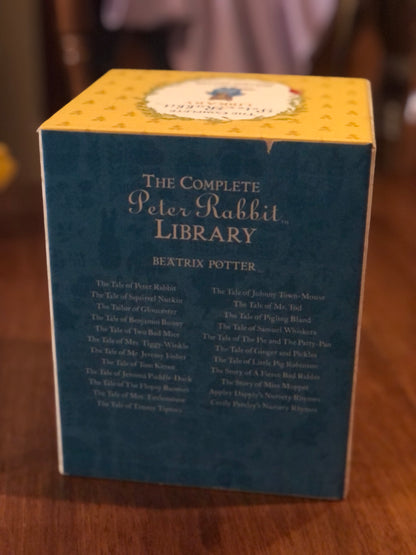 THE COMPLETE
Peter Rabbit™
LIBRARY
BEATRIX POTTER
The Tale of Peter Rabbit
The Tale of Squirrel Nutkin
The Tailor of Gloucester
The Tale of Benjamin Bunny
The Tale of Two Bad Mice
The Tale of Mrs. Tiggy-Winkle
The Tale of Mr. Jeremy Fisher
The Tale of Tom Kitten
The Tale of Jemima Puddle-Duck
The Tale of The Flopsy Bunnies
The Tale of Mrs. Tittlemouse
The Tale of Timmy Tiptoes
The Tale of Johnny Town-Mouse
The Tale of Mr. Tod
The Tale of Pigling Bland
The Tale of Samuel Whiskers
The Tale of The Pie and The Patty-Pan
The Tale of Ginger and Pickles
The Tale of Little Pig Robinson
The Story of A Fierce Bad Rabbit
The Story of Miss Moppet
Appley Dapply's Nursery Rhymes
Cecily Parsley's Nursery Rhymes
THE COMPLETE
Peter Rabbit
LIBRARY